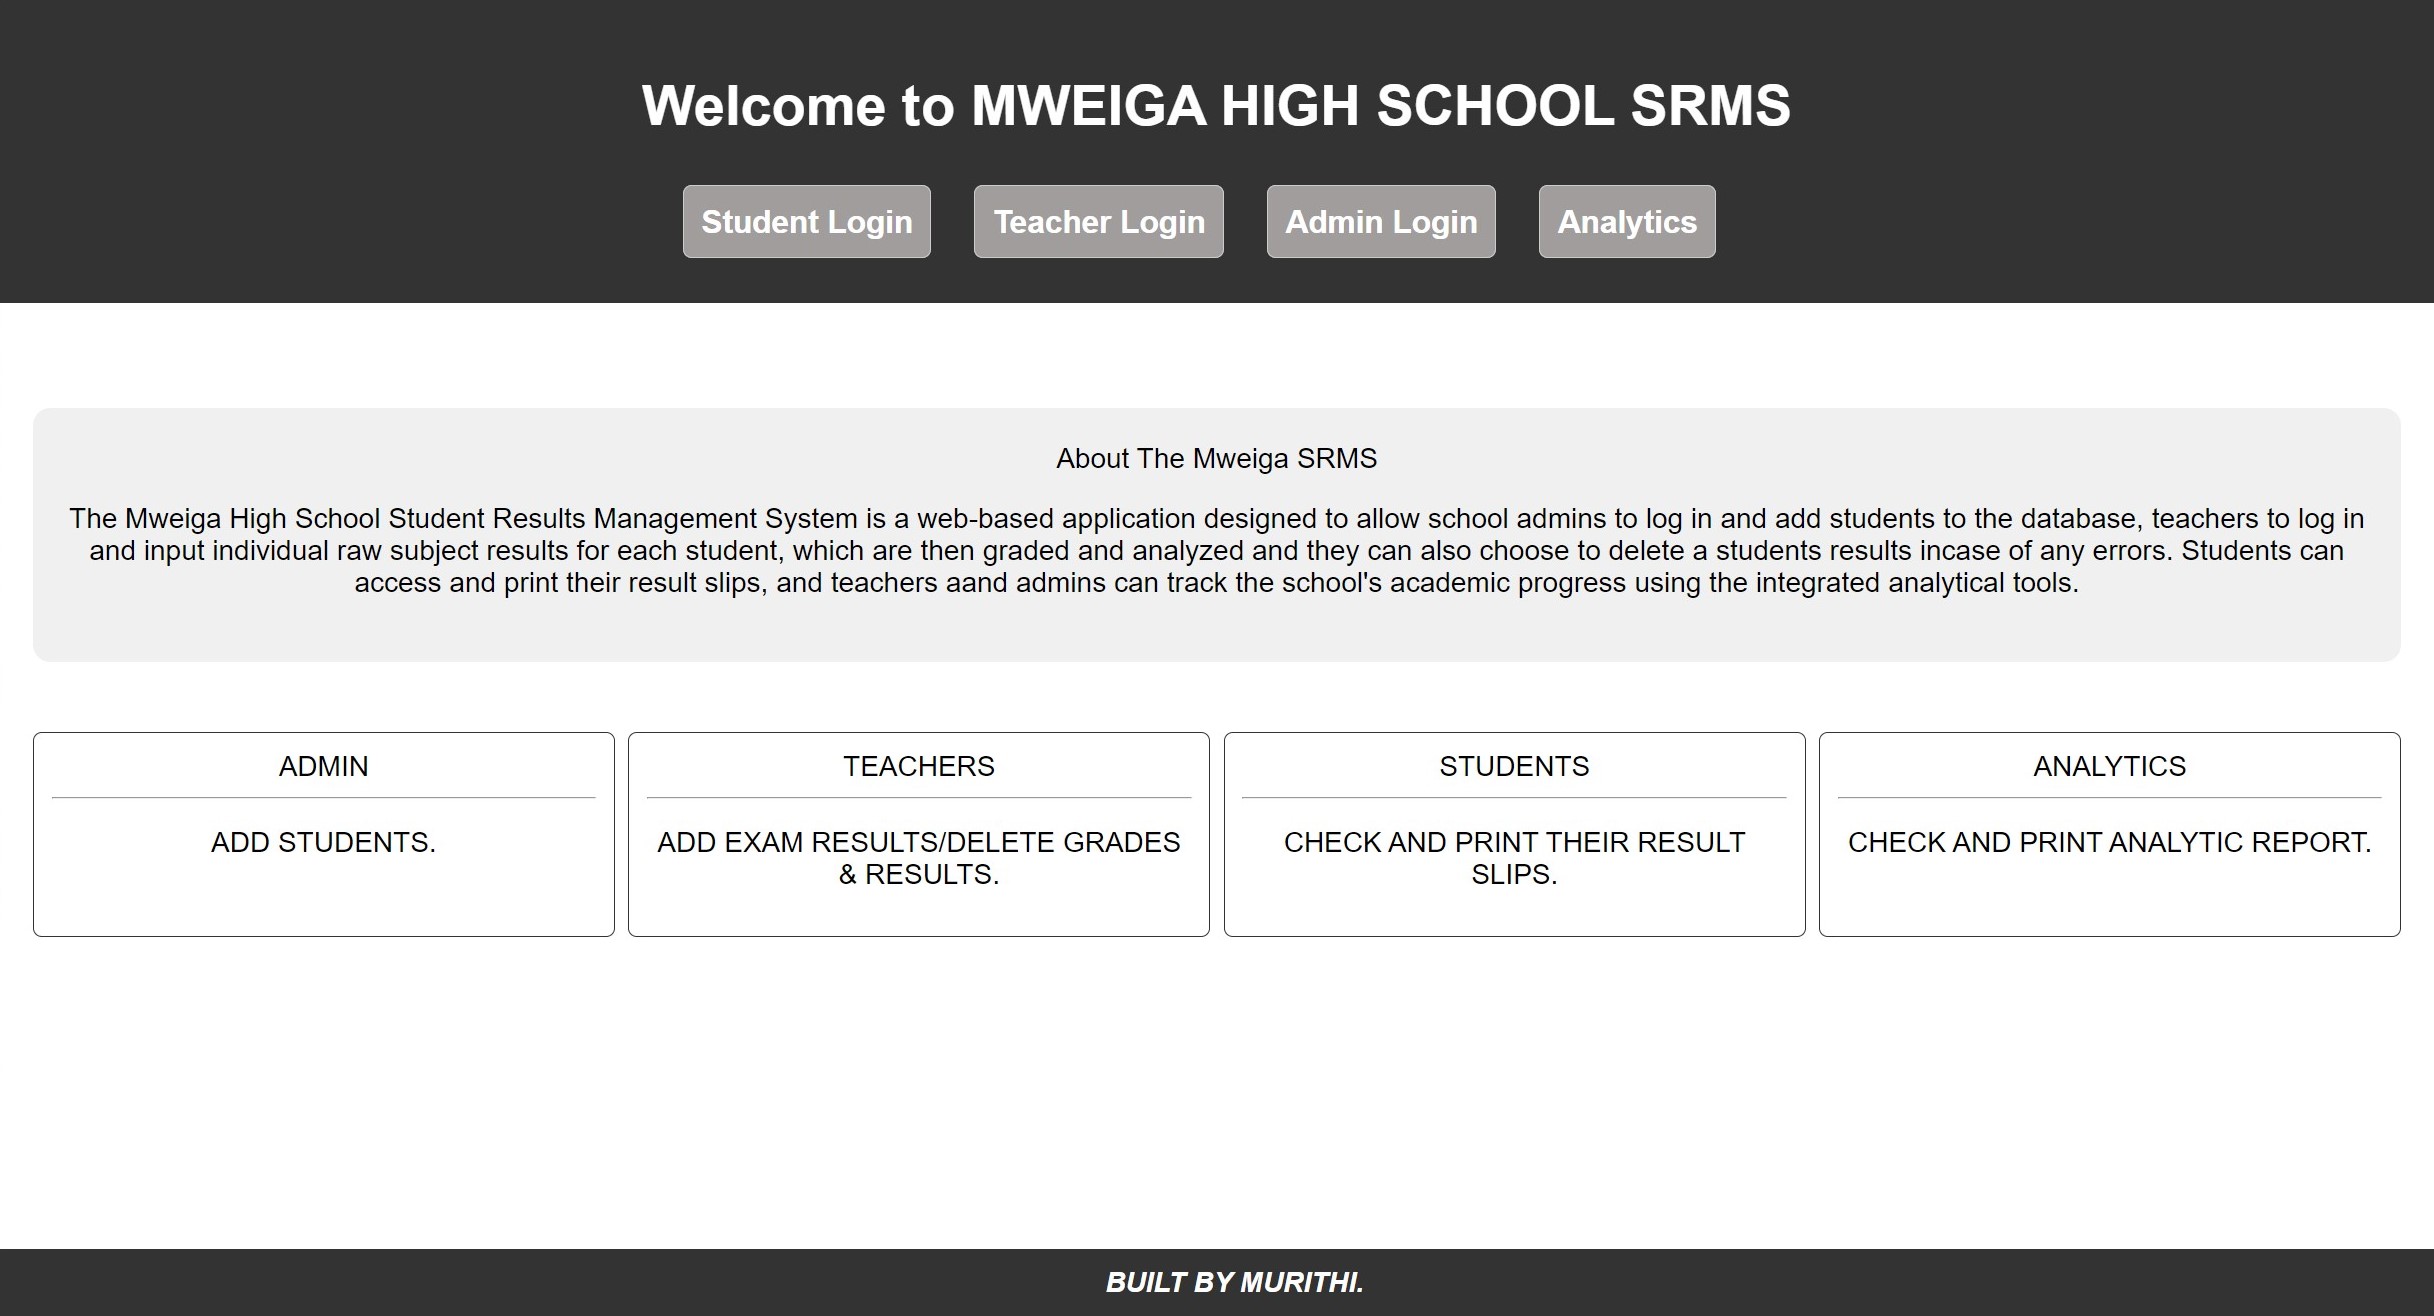 Welcome to MWEIGA HIGH SCHOOL SRMS
Student Login
Teacher Login
Admin Login
Analytics
About The Mweiga SRMS
The Mweiga High School Student Results Management System is a web-based application designed to allow school admins to log in and add students to the database, teachers to log in
and input individual raw subject results for each student, which are then graded and analyzed and they can also choose to delete a students results incase of any errors. Students can
access and print their result slips, and teachers aand admins can track the school's academic progress using the integrated analytical tools.
ADMIN
ADD STUDENTS.
TEACHERS
ADD EXAM RESULTS/DELETE GRADES
& RESULTS.
STUDENTS
CHECK AND PRINT THEIR RESULT
SLIPS.
ANALYTICS
CHECK AND PRINT ANALYTIC REPORT.
BUILT BY MURITHI.